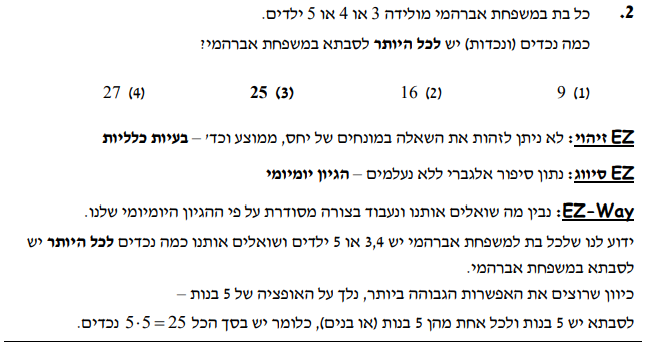 2. כל בת במשפחת אברהמי מולידה 3 או 4 או 5 ילדים.
כמה נכדים (ונכדות) יש לכל היותר לסבתא במשפחת אברהמי?
(1) 9 (2) 16 (3) 25 (4) 27
EZ זיהוי: לא ניתן לזהות את השאלה במונחים של יחס, ממוצע וכד' – בעיות כלליות
EZ סיווג: נתון סיפור אלגברי ללא נעלמים – הגיון יומיומי
EZ-Way: נבין מה שואלים אותנו ונעבוד בצורה מסודרת על פי ההגיון היומיומי שלנו.
ידוע לנו שלכל בת למשפחת אברהמי יש 3,4 או 5 ילדים ושואלים אותנו כמה נכדים לכל היותר יש
לסבתא במשפחת אברהמי.
כיוון שרוצים את האפשרות הגבוהה ביותר, נלך על האופציה של 5 בנות –
לסבתא יש 5 בנות ולכל אחת מהן 5 בנות (או בנים), כלומר יש בסך הכל 5·5=25 נכדים.